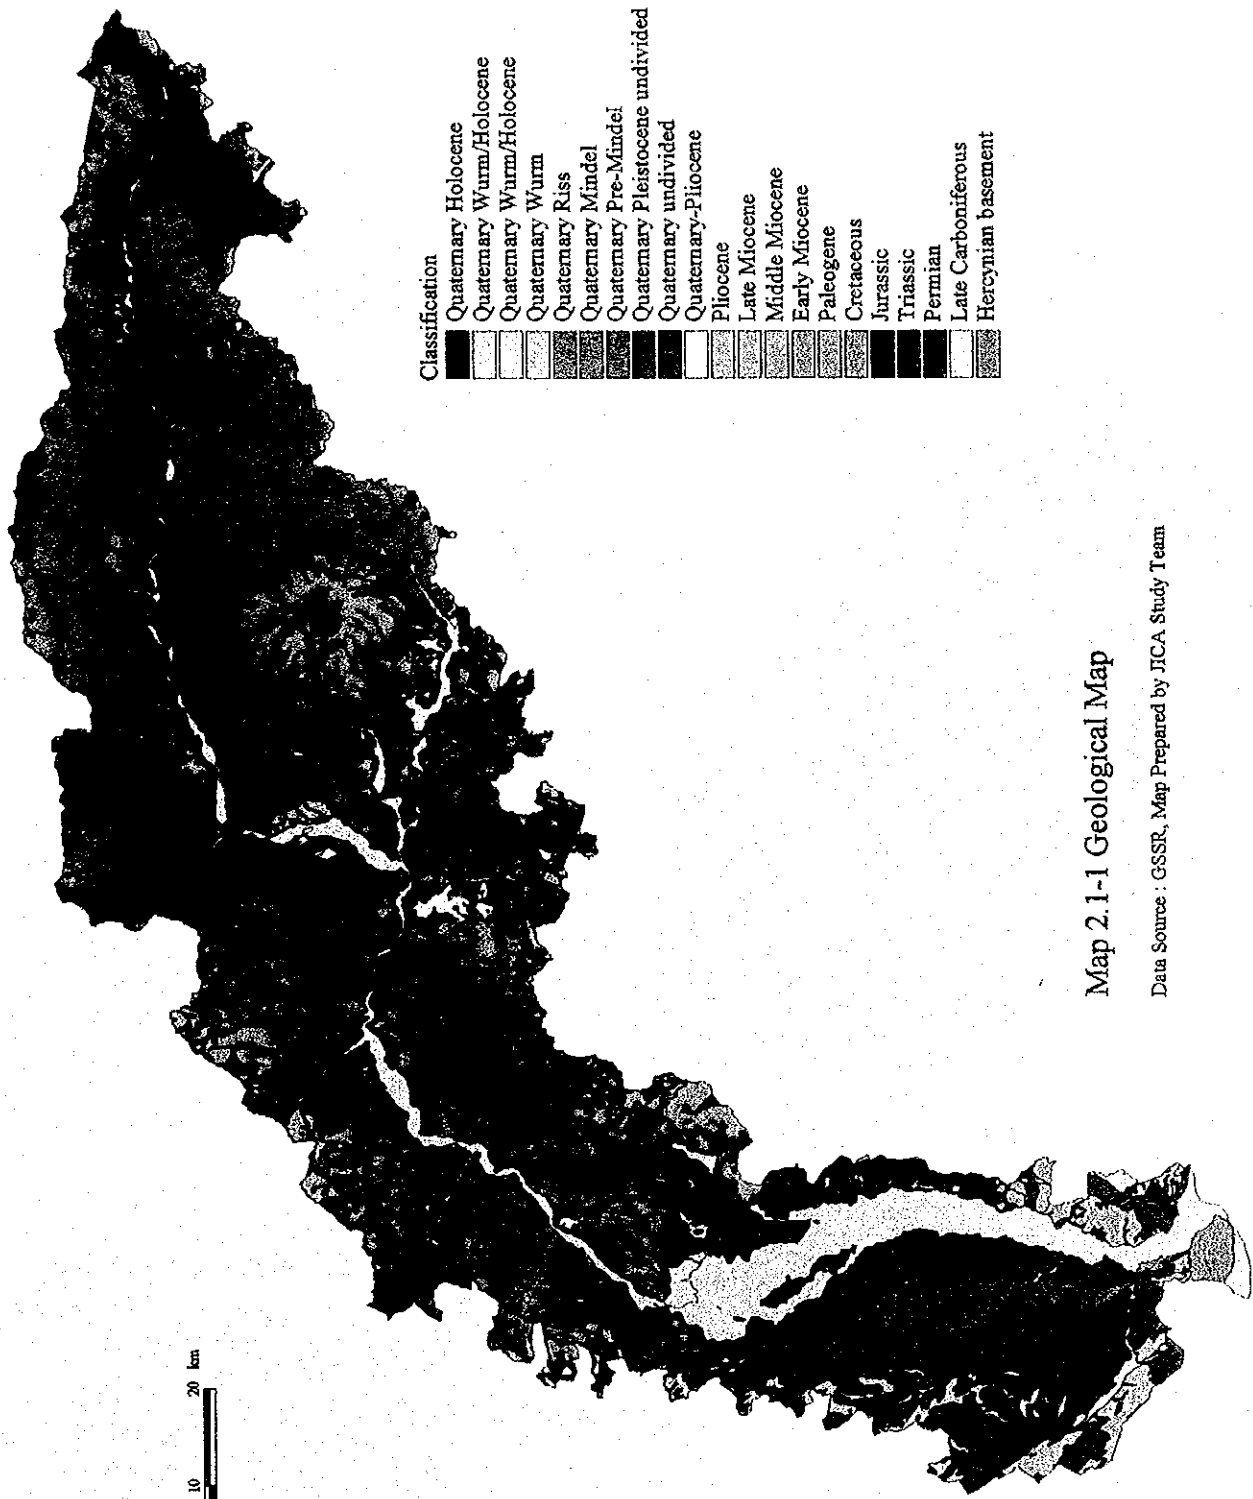 Classification
Quaternary Holocene
Quaternary Wurm/Holocene
Quaternary Wurm/Holocene
Quaternary Wurm
Quaternary Riss
Quaternary Mindel
Quaternary Pre-Mindel
Quaternary Pleistocene undivided
Quaternary undivided
Quaternary-Pliocene
Pliocene
Late Miocene
Middle Miocene
Early Miocene
Paleogene
Cretaceous
Jurassic
Triassic
Permian
Late Carboniferous
Hercynian basement
10 20 km
Map 2.1-1 Geological Map
Data Source : GSSR, Map Prepared by JICA Study Team